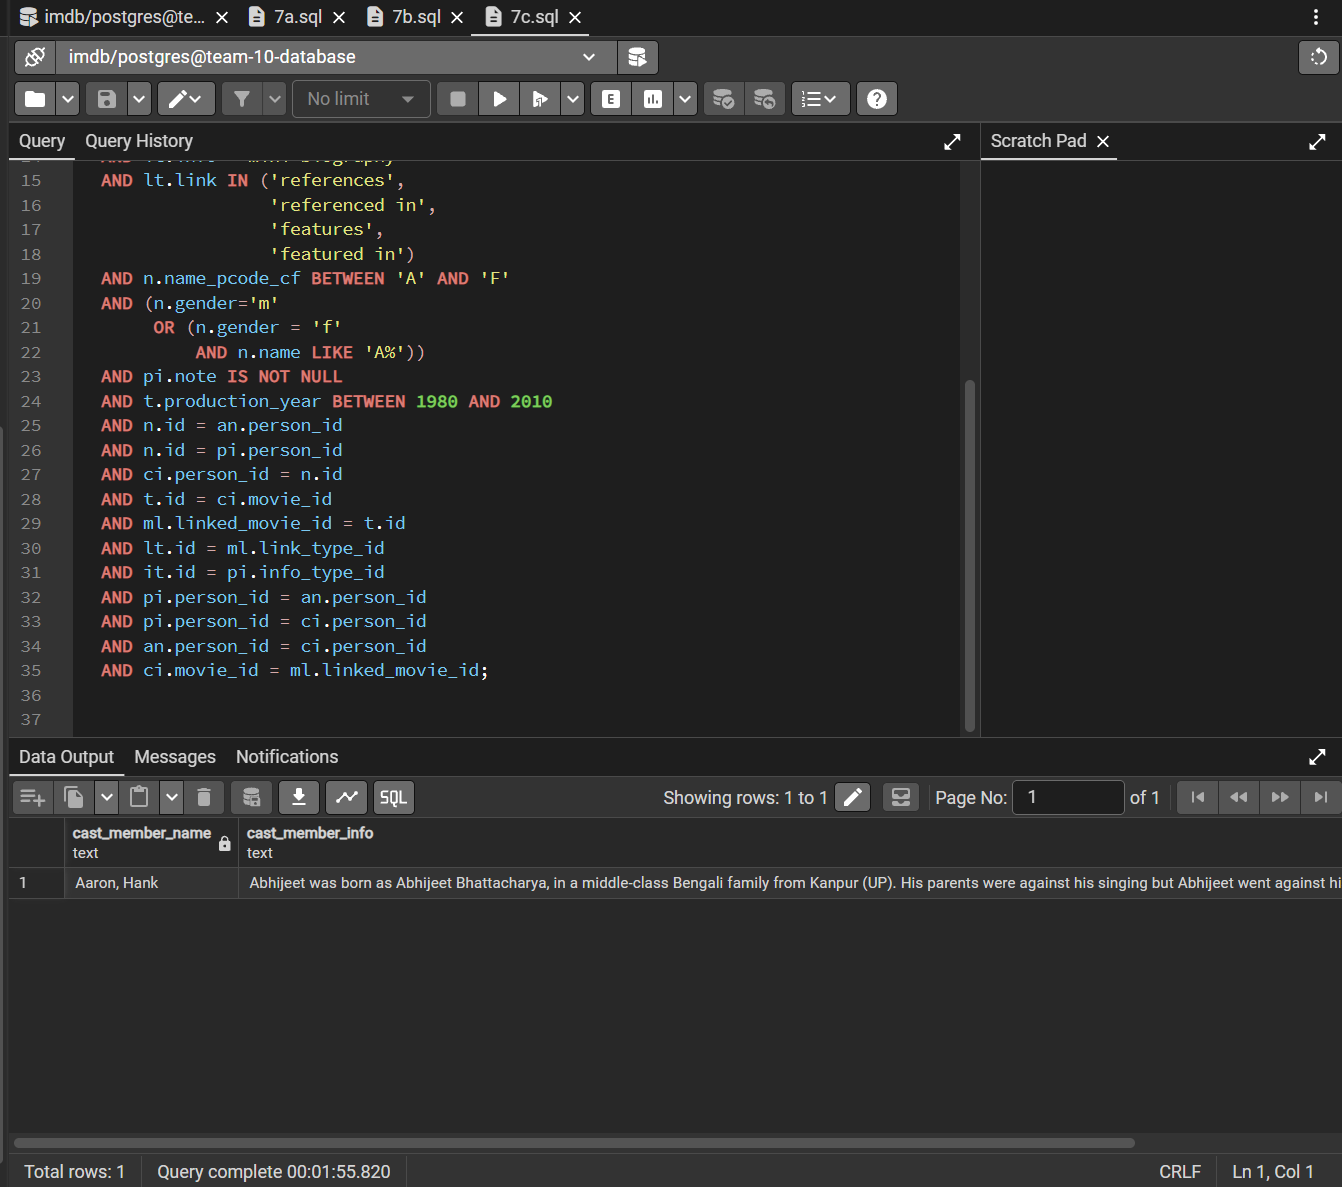 imdb/postgres@te... 7a.sql 7b.sql 7c.sql
imdb/postgres@team-10-database
No limit E
Query Query History Scratch Pad
15 AND lt.link IN ('references',
16 'referenced in',
17 'features',
18 'featured in')
19 AND n.name_pcode_cf BETWEEN 'A' AND 'F'
20 AND (n.gender='m'
21 OR (n.gender = 'f'
22 AND n.name LIKE 'A%'))
23 AND pi.note IS NOT NULL
24 AND t.production_year BETWEEN 1980 AND 2010
25 AND n.id = an.person_id
26 AND n.id = pi.person_id
27 AND ci.person_id = n.id
28 AND t.id = ci.movie_id
29 AND ml.linked_movie_id = t.id
30 AND lt.id = ml.link_type_id
31 AND it.id = pi.info_type_id
32 AND pi.person_id = an.person_id
33 AND pi.person_id = ci.person_id
34 AND an.person_id = ci.person_id
35 AND ci.movie_id = ml.linked_movie_id;
36
37
Data Output Messages Notifications
SQL Showing rows: 1 to 1 Page No: 1 of 1
cast_member_name cast_member_info
text text
1 Aaron, Hank Abhijeet was born as Abhijeet Bhattacharya, in a middle-class Bengali family from Kanpur (UP). His parents were against his singing but Abhijeet went against hi
Total rows: 1 Query complete 00:01:55.820 CRLF Ln 1, Col 1